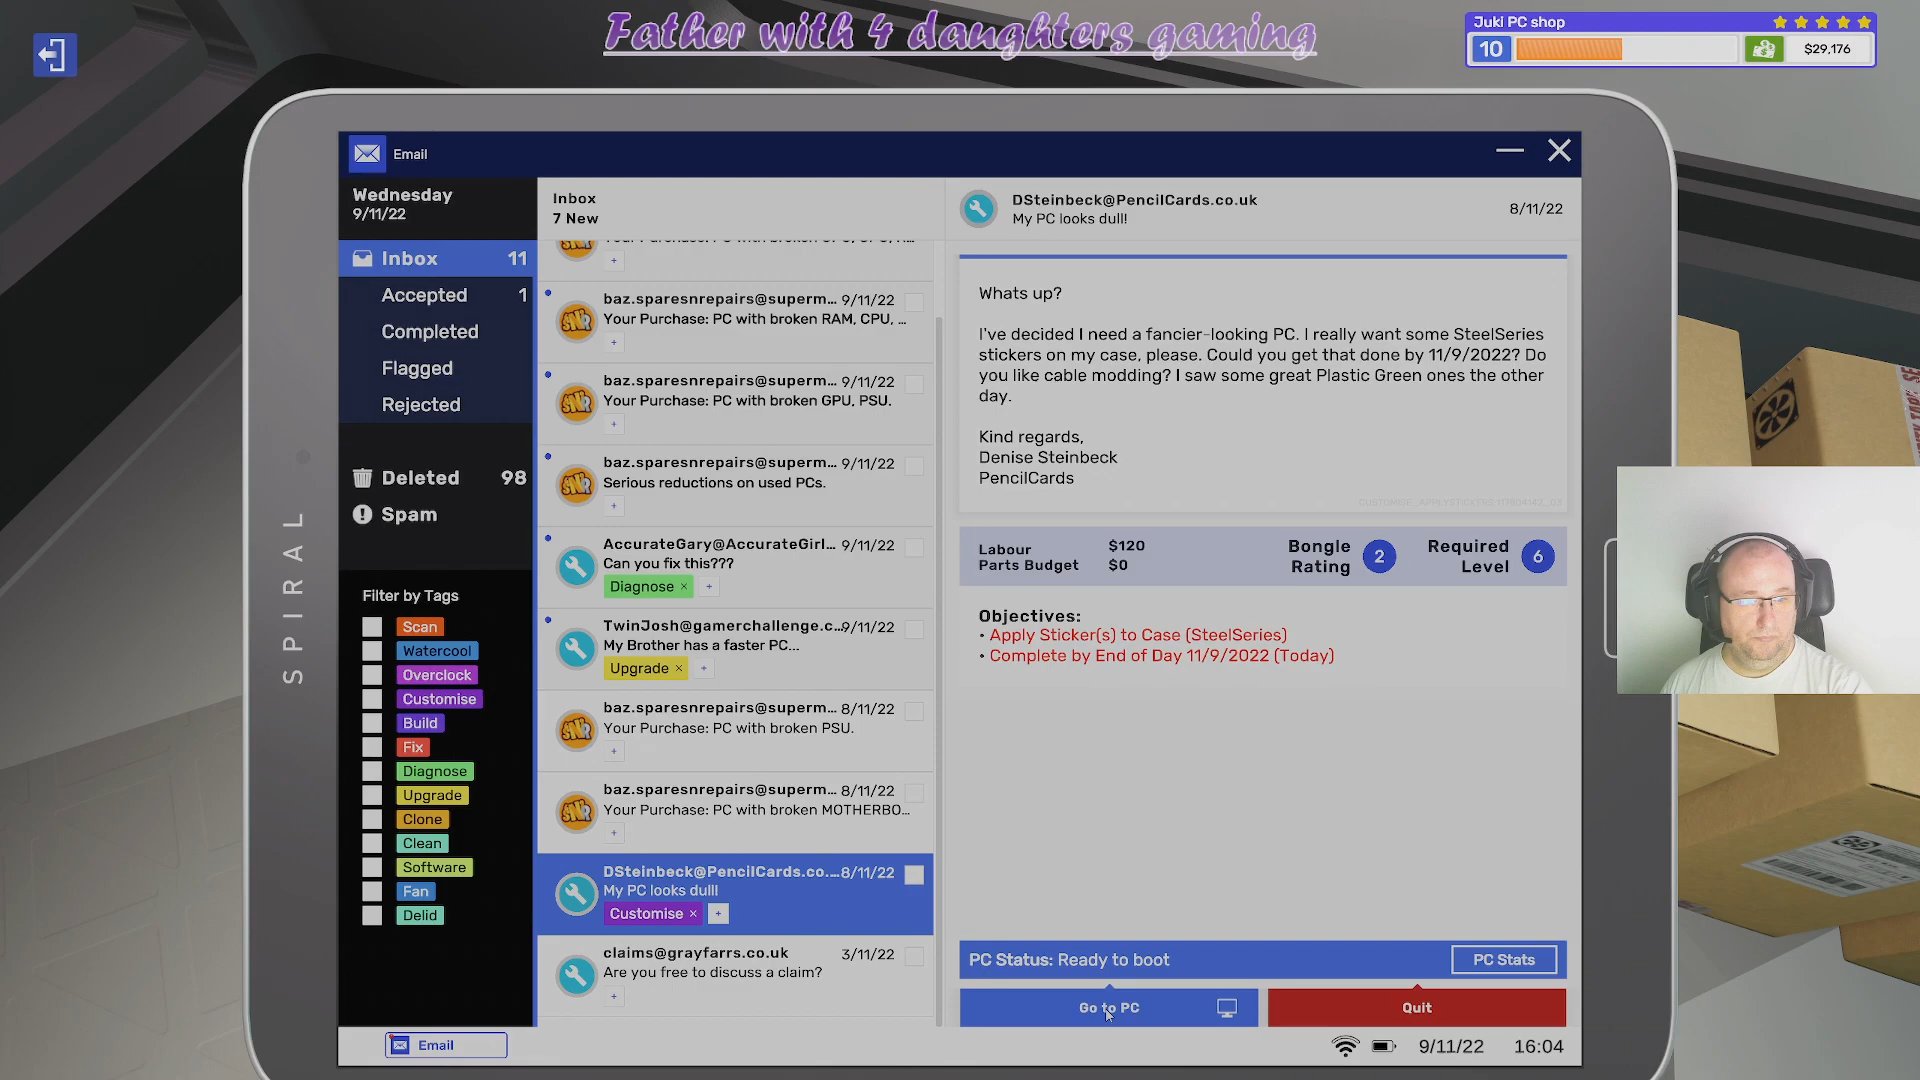 Father with 4 daughters gaming
Juki PC shop
10
$29,176
Email
Wednesday
9/11/22
Inbox 11
Accepted 1
Completed
Flagged
Rejected
Deleted 98
Spam
Filter by Tags
Scan
Watercool
Overclock
Customise
Build
Fix
Diagnose
Upgrade
Clone
Clean
Software
Fan
Delid
SPIRAL
Inbox
7 New
baz.sparesnrepairs@superm... 9/11/22
Your Purchase: PC with broken RAM, CPU, ...
+
baz.sparesnrepairs@superm... 9/11/22
Your Purchase: PC with broken GPU, PSU.
+
baz.sparesnrepairs@superm... 9/11/22
Serious reductions on used PCs.
+
AccurateGary@AccurateGirl... 9/11/22
Can you fix this???
Diagnose × +
TwinJosh@gamerchallenge.c... 9/11/22
My Brother has a faster PC...
Upgrade × +
baz.sparesnrepairs@superm... 8/11/22
Your Purchase: PC with broken PSU.
+
baz.sparesnrepairs@superm... 8/11/22
Your Purchase: PC with broken MOTHERBO...
+
DSteinbeck@PencilCards.co.... 8/11/22
My PC looks dull!
Customise × +
claims@grayfarrs.co.uk 3/11/22
Are you free to discuss a claim?
+
DSteinbeck@PencilCards.co.uk 8/11/22
My PC looks dull!
Whats up?
I've decided I need a fancier-looking PC. I really want some SteelSeries
stickers on my case, please. Could you get that done by 11/9/2022? Do
you like cable modding? I saw some great Plastic Green ones the other
day.
Kind regards,
Denise Steinbeck
PencilCards
Labour $120
Parts Budget $0
Bongle Rating 2
Required Level 6
Objectives:
• Apply Sticker(s) to Case (SteelSeries)
• Complete by End of Day 11/9/2022 (Today)
PC Status: Ready to boot
PC Stats
Go to PC
Quit
Email
9/11/22 16:04